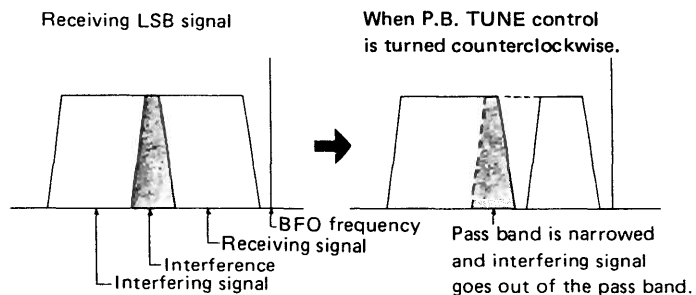 Receiving LSB signal
When P.B. TUNE control
is turned counterclockwise.
BFO frequency
Receiving signal
Interference
Interfering signal
Pass band is narrowed
and interfering signal
goes out of the pass band.